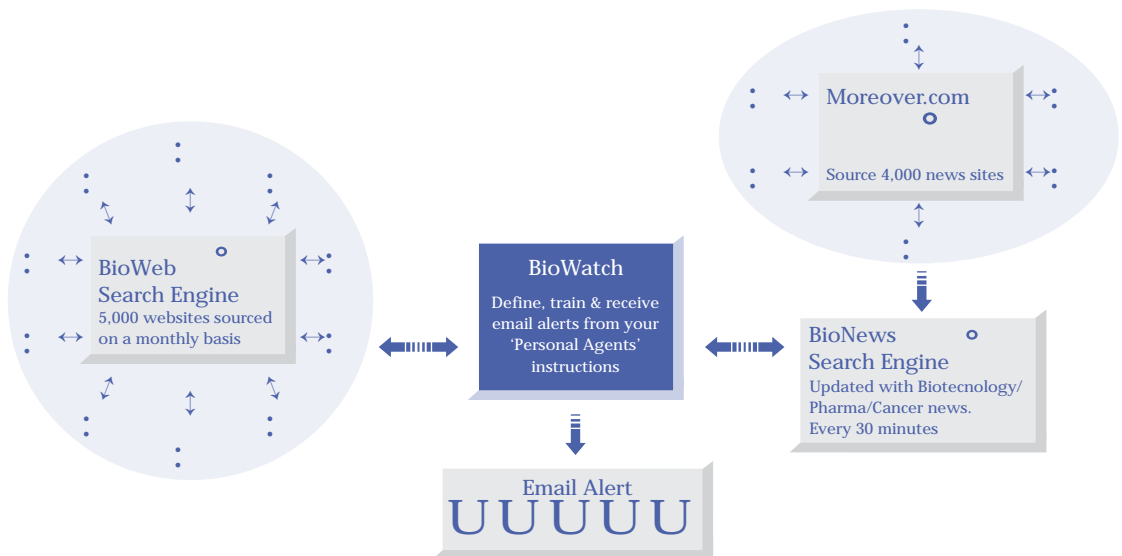 Moreover.com
Source 4,000 news sites
BioWeb
Search Engine
5,000 websites sourced
on a monthly basis
BioWatch
Define, train & receive
email alerts from your
‘Personal Agents’
instructions
BioNews
Search Engine
Updated with Biotecnology/
Pharma/Cancer news.
Every 30 minutes
Email Alert
U U U U U